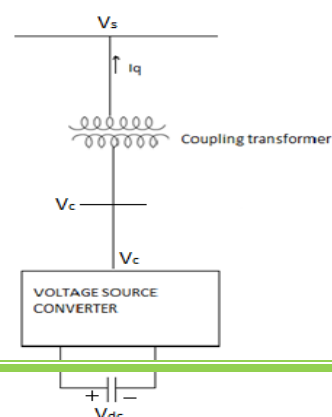 Vs
Iq
Coupling transformer
Vc
Vc
VOLTAGE SOURCE
CONVERTER
+ −
Vdc